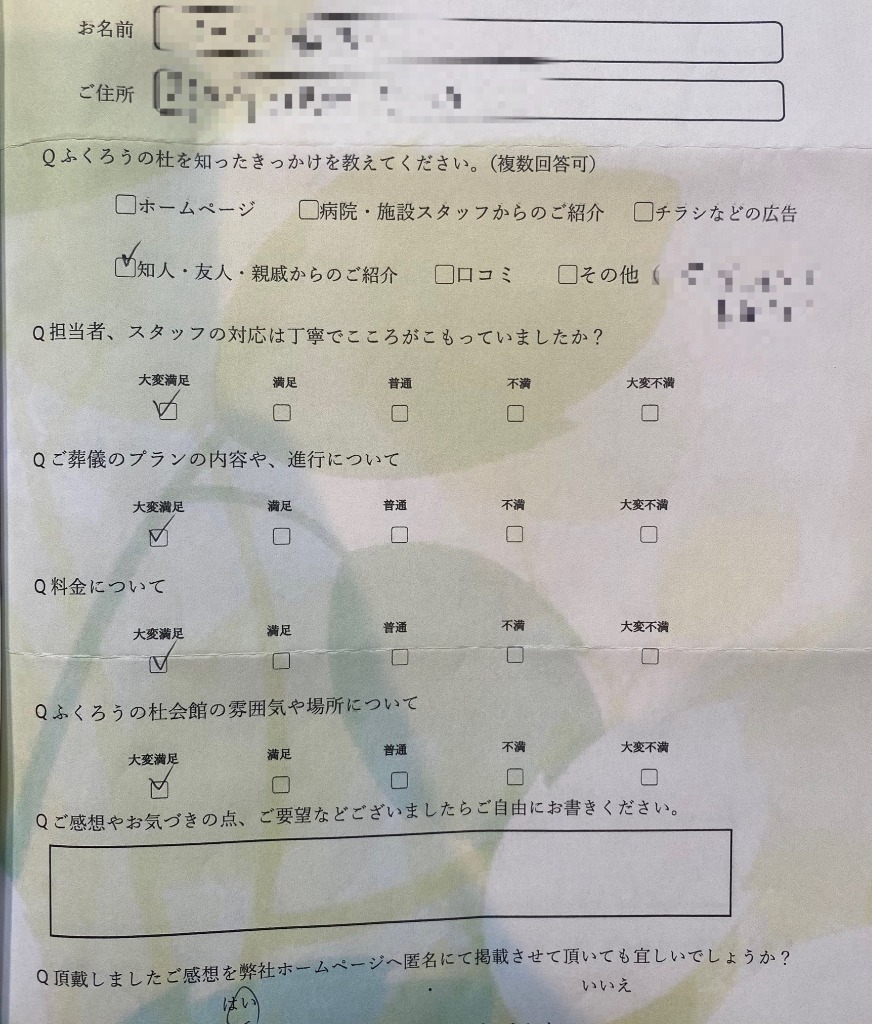 お名前
ご住所
Qふくろうの杜を知ったきっかけを教えてください。（複数回答可）
□ホームページ □病院・施設スタッフからのご紹介 □チラシなどの広告
☑知人・友人・親戚からのご紹介 □口コミ □その他（
Q担当者、スタッフの対応は丁寧でこころがこもっていましたか？
大変満足 満足 普通 不満 大変不満
☑ □ □ □ □
Qご葬儀のプランの内容や、進行について
大変満足 満足 普通 不満 大変不満
☑ □ □ □ □
Q料金について
大変満足 満足 普通 不満 大変不満
☑ □ □ □ □
Qふくろうの杜会館の雰囲気や場所について
大変満足 満足 普通 不満 大変不満
☑ □ □ □ □
Qご感想やお気づきの点、ご要望などございましたらご自由にお書きください。
Q頂戴しましたご感想を弊社ホームページへ匿名にて掲載させて頂いても宜しいでしょうか？
はい ・ いいえ